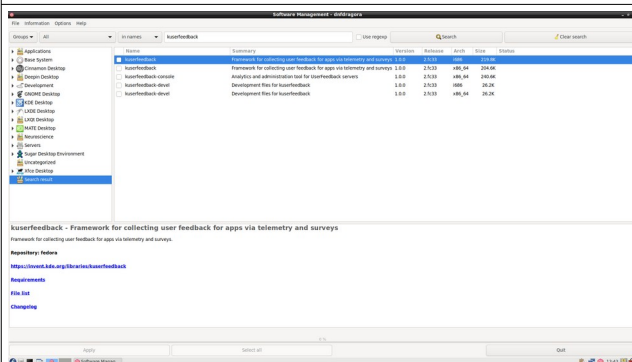 Software Management - dnfdragora
File Information Options Help
Groups All in names kuserfeedback Use regexp Search Clear search
Name Summary Version Release Arch Size Status
Applications
Base System
Cinnamon Desktop
Deepin Desktop
Development
GNOME Desktop
KDE Desktop
LXDE Desktop
LXQt Desktop
MATE Desktop
Neuroscience
Servers
Sugar Desktop Environment
Uncategorized
Xfce Desktop
Search result
kuserfeedback Framework for collecting user feedback for apps via telemetry and surveys 1.0.0 2.fc33 i686 219.8K
kuserfeedback Framework for collecting user feedback for apps via telemetry and surveys 1.0.0 2.fc33 x86_64 204.6K
kuserfeedback-console Analytics and administration tool for UserFeedback servers 1.0.0 2.fc33 x86_64 240.6K
kuserfeedback-devel Development files for kuserfeedback 1.0.0 2.fc33 i686 26.2K
kuserfeedback-devel Development files for kuserfeedback 1.0.0 2.fc33 x86_64 26.2K
kuserfeedback - Framework for collecting user feedback for apps via telemetry and surveys
Framework for collecting user feedback for apps via telemetry and surveys.
Repository: fedora
https://invent.kde.org/libraries/kuserfeedback
Requirements
File list
Changelog
Apply Select all Quit